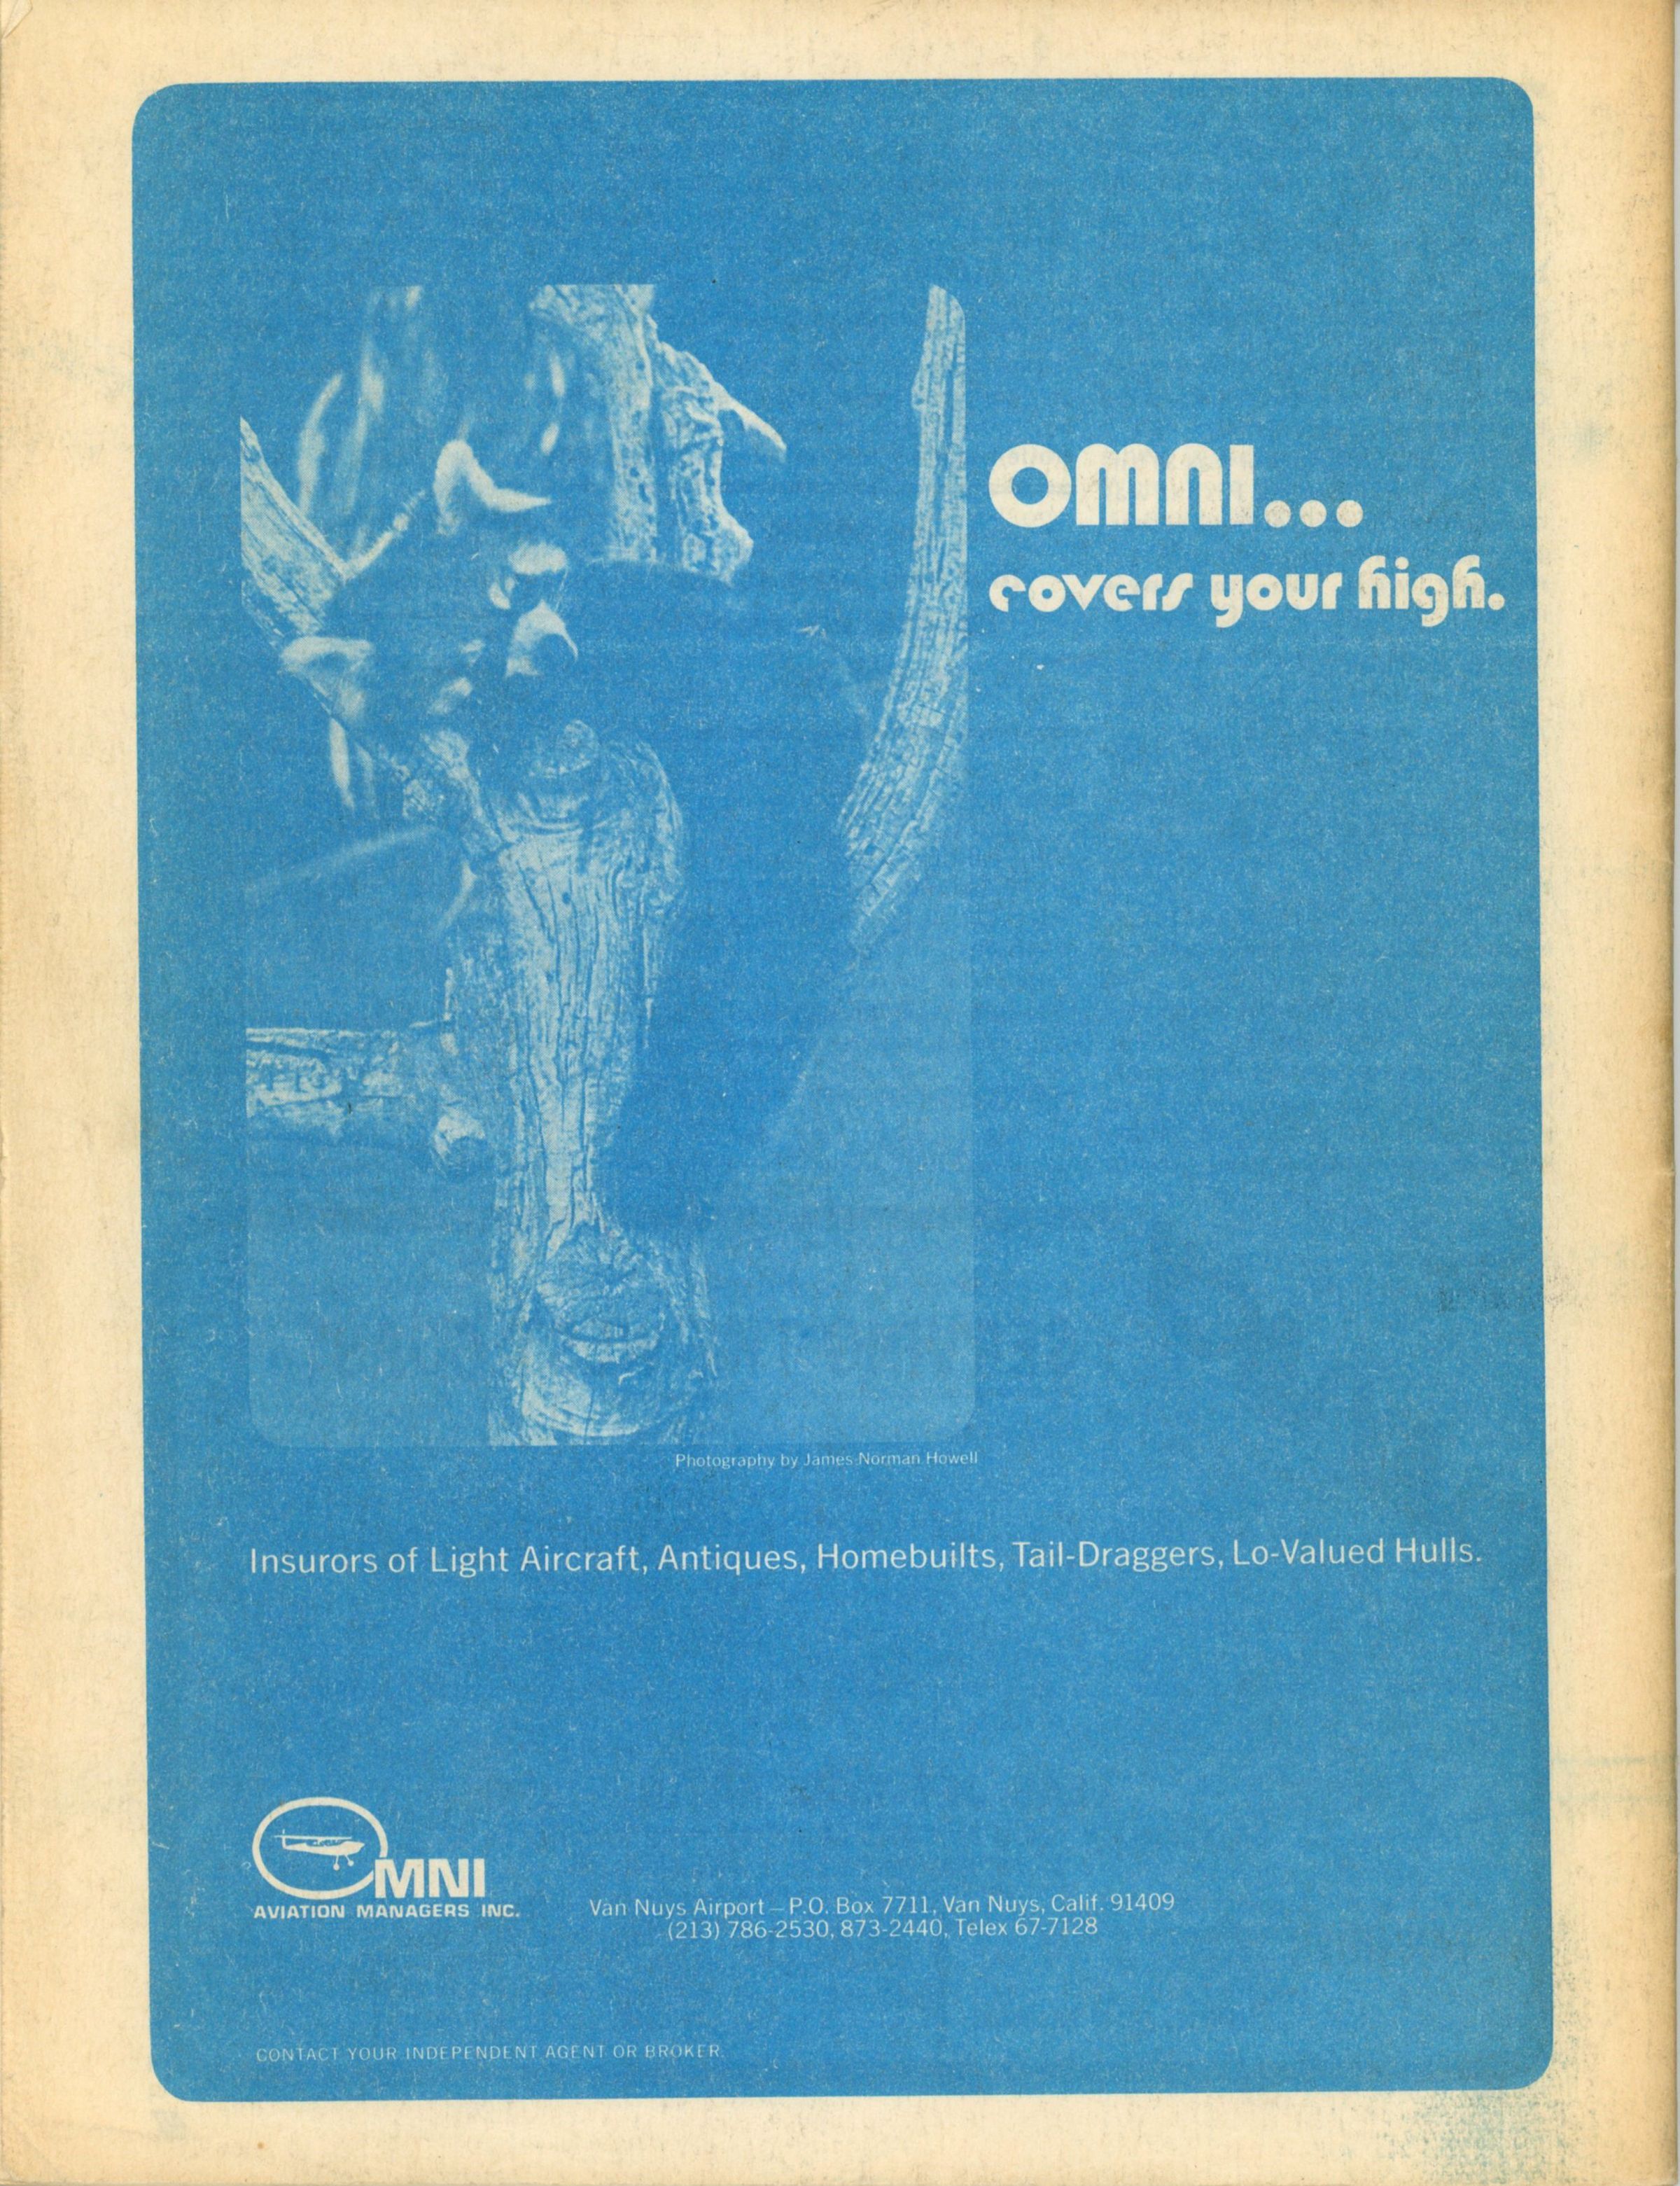 OMNI...
covers your high.
Photography by James Norman Howell
Insurors of Light Aircraft, Antiques, Homebuilts, Tail-Draggers, Lo-Valued Hulls.
OMNI
AVIATION MANAGERS INC.
Van Nuys Airport – P.O. Box 7711, Van Nuys, Calif. 91409
(213) 786-2530, 873-2440, Telex 67-7128
CONTACT YOUR INDEPENDENT AGENT OR BROKER.